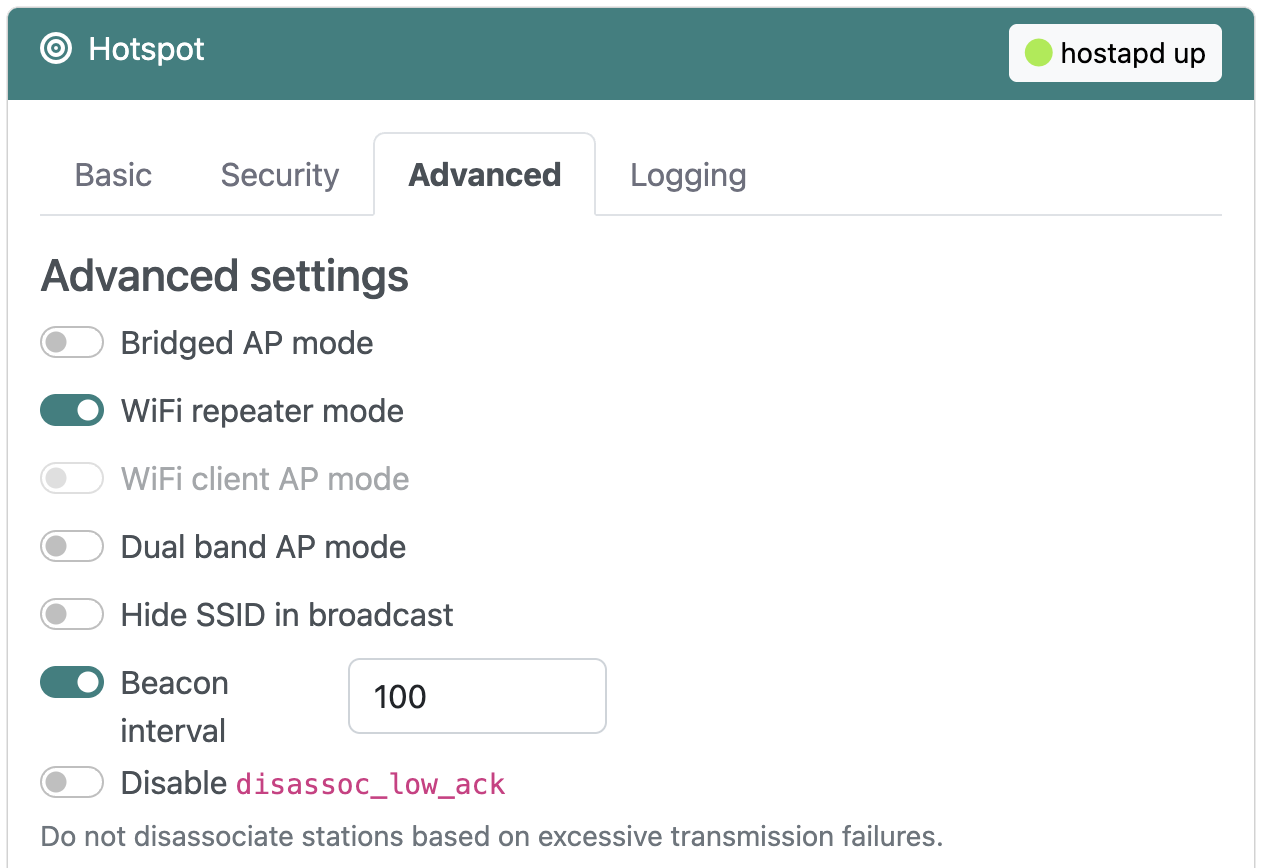 Hotspot
hostapd up
Basic
Security
Advanced
Logging
Advanced settings
Bridged AP mode
WiFi repeater mode
WiFi client AP mode
Dual band AP mode
Hide SSID in broadcast
Beacon
interval
100
Disable disassoc_low_ack
Do not disassociate stations based on excessive transmission failures.